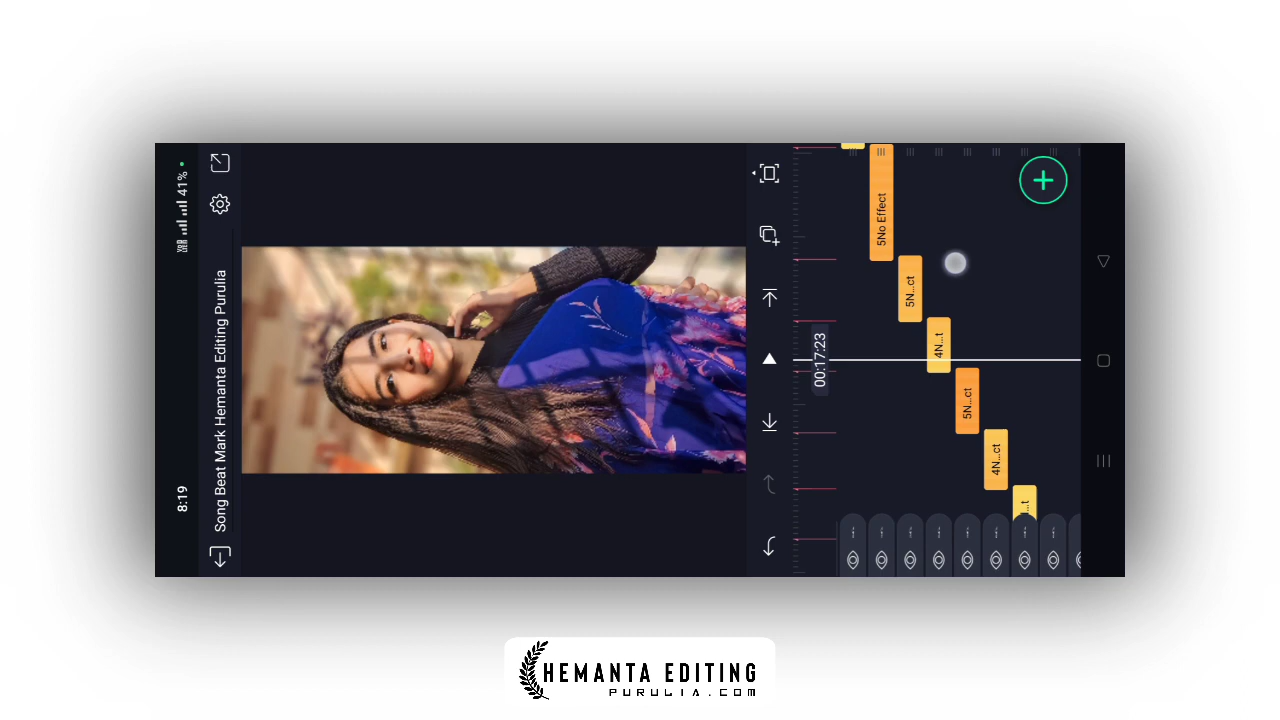 8:19
41%
Song Beat Mark Hemanta Editing Purulia
00:17:23
5No Effect
5N...ct
4N...t
5N...ct
4N...ct
...t
HEMANTA EDITING
PURULIA.COM